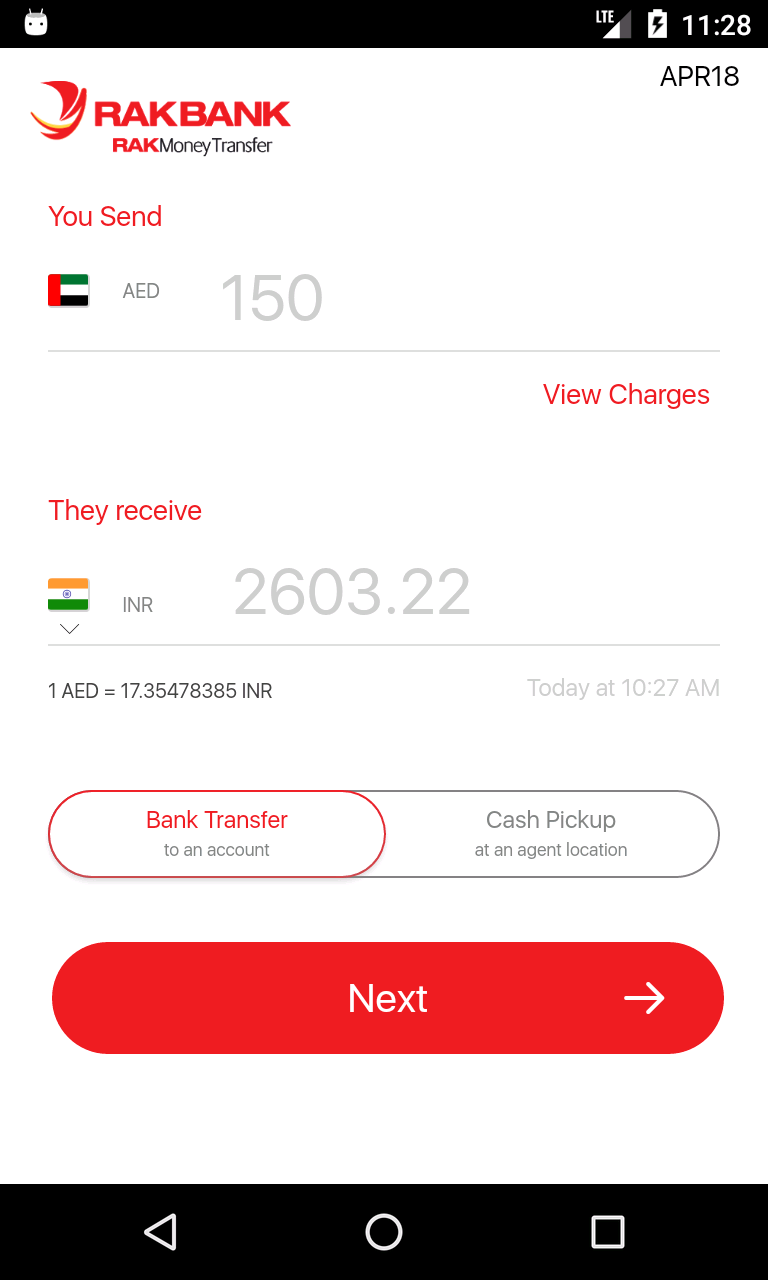 LTE 11:28
APR18
RAKBANK
RAKMoneyTransfer
You Send
AED 150
View Charges
They receive
INR 2603.22
1 AED = 17.35478385 INR Today at 10:27 AM
Bank Transfer Cash Pickup
to an account at an agent location
Next